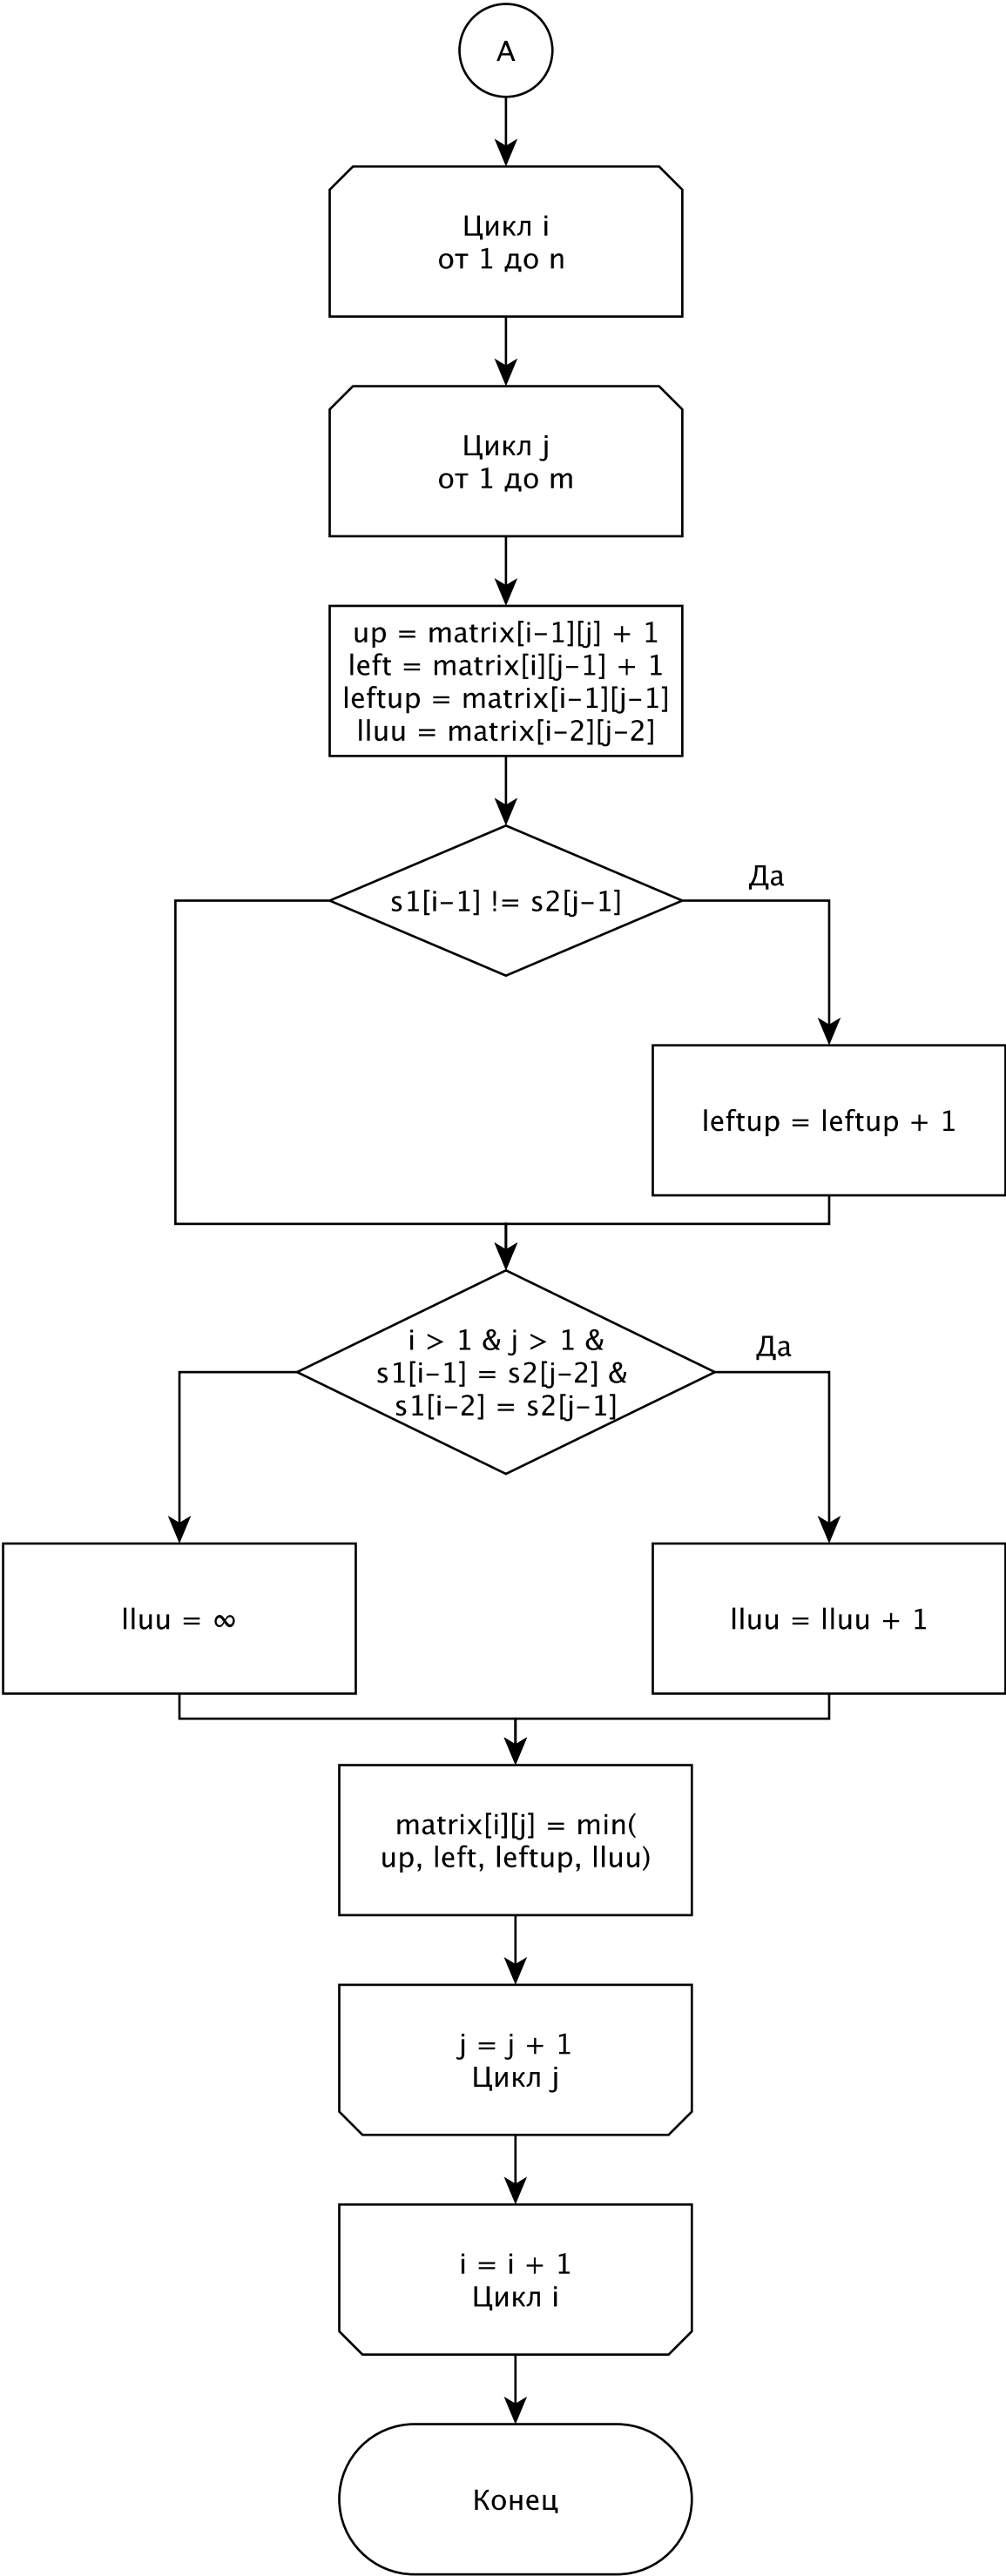 A
Цикл i
от 1 до n
Цикл j
от 1 до m
up = matrix[i-1][j] + 1
left = matrix[i][j-1] + 1
leftup = matrix[i-1][j-1]
lluu = matrix[i-2][j-2]
s1[i-1] != s2[j-1]
Да
leftup = leftup + 1
i > 1 & j > 1 &
s1[i-1] = s2[j-2] &
s1[i-2] = s2[j-1]
Да
lluu = ∞
lluu = lluu + 1
matrix[i][j] = min(
up, left, leftup, lluu)
j = j + 1
Цикл j
i = i + 1
Цикл i
Конец